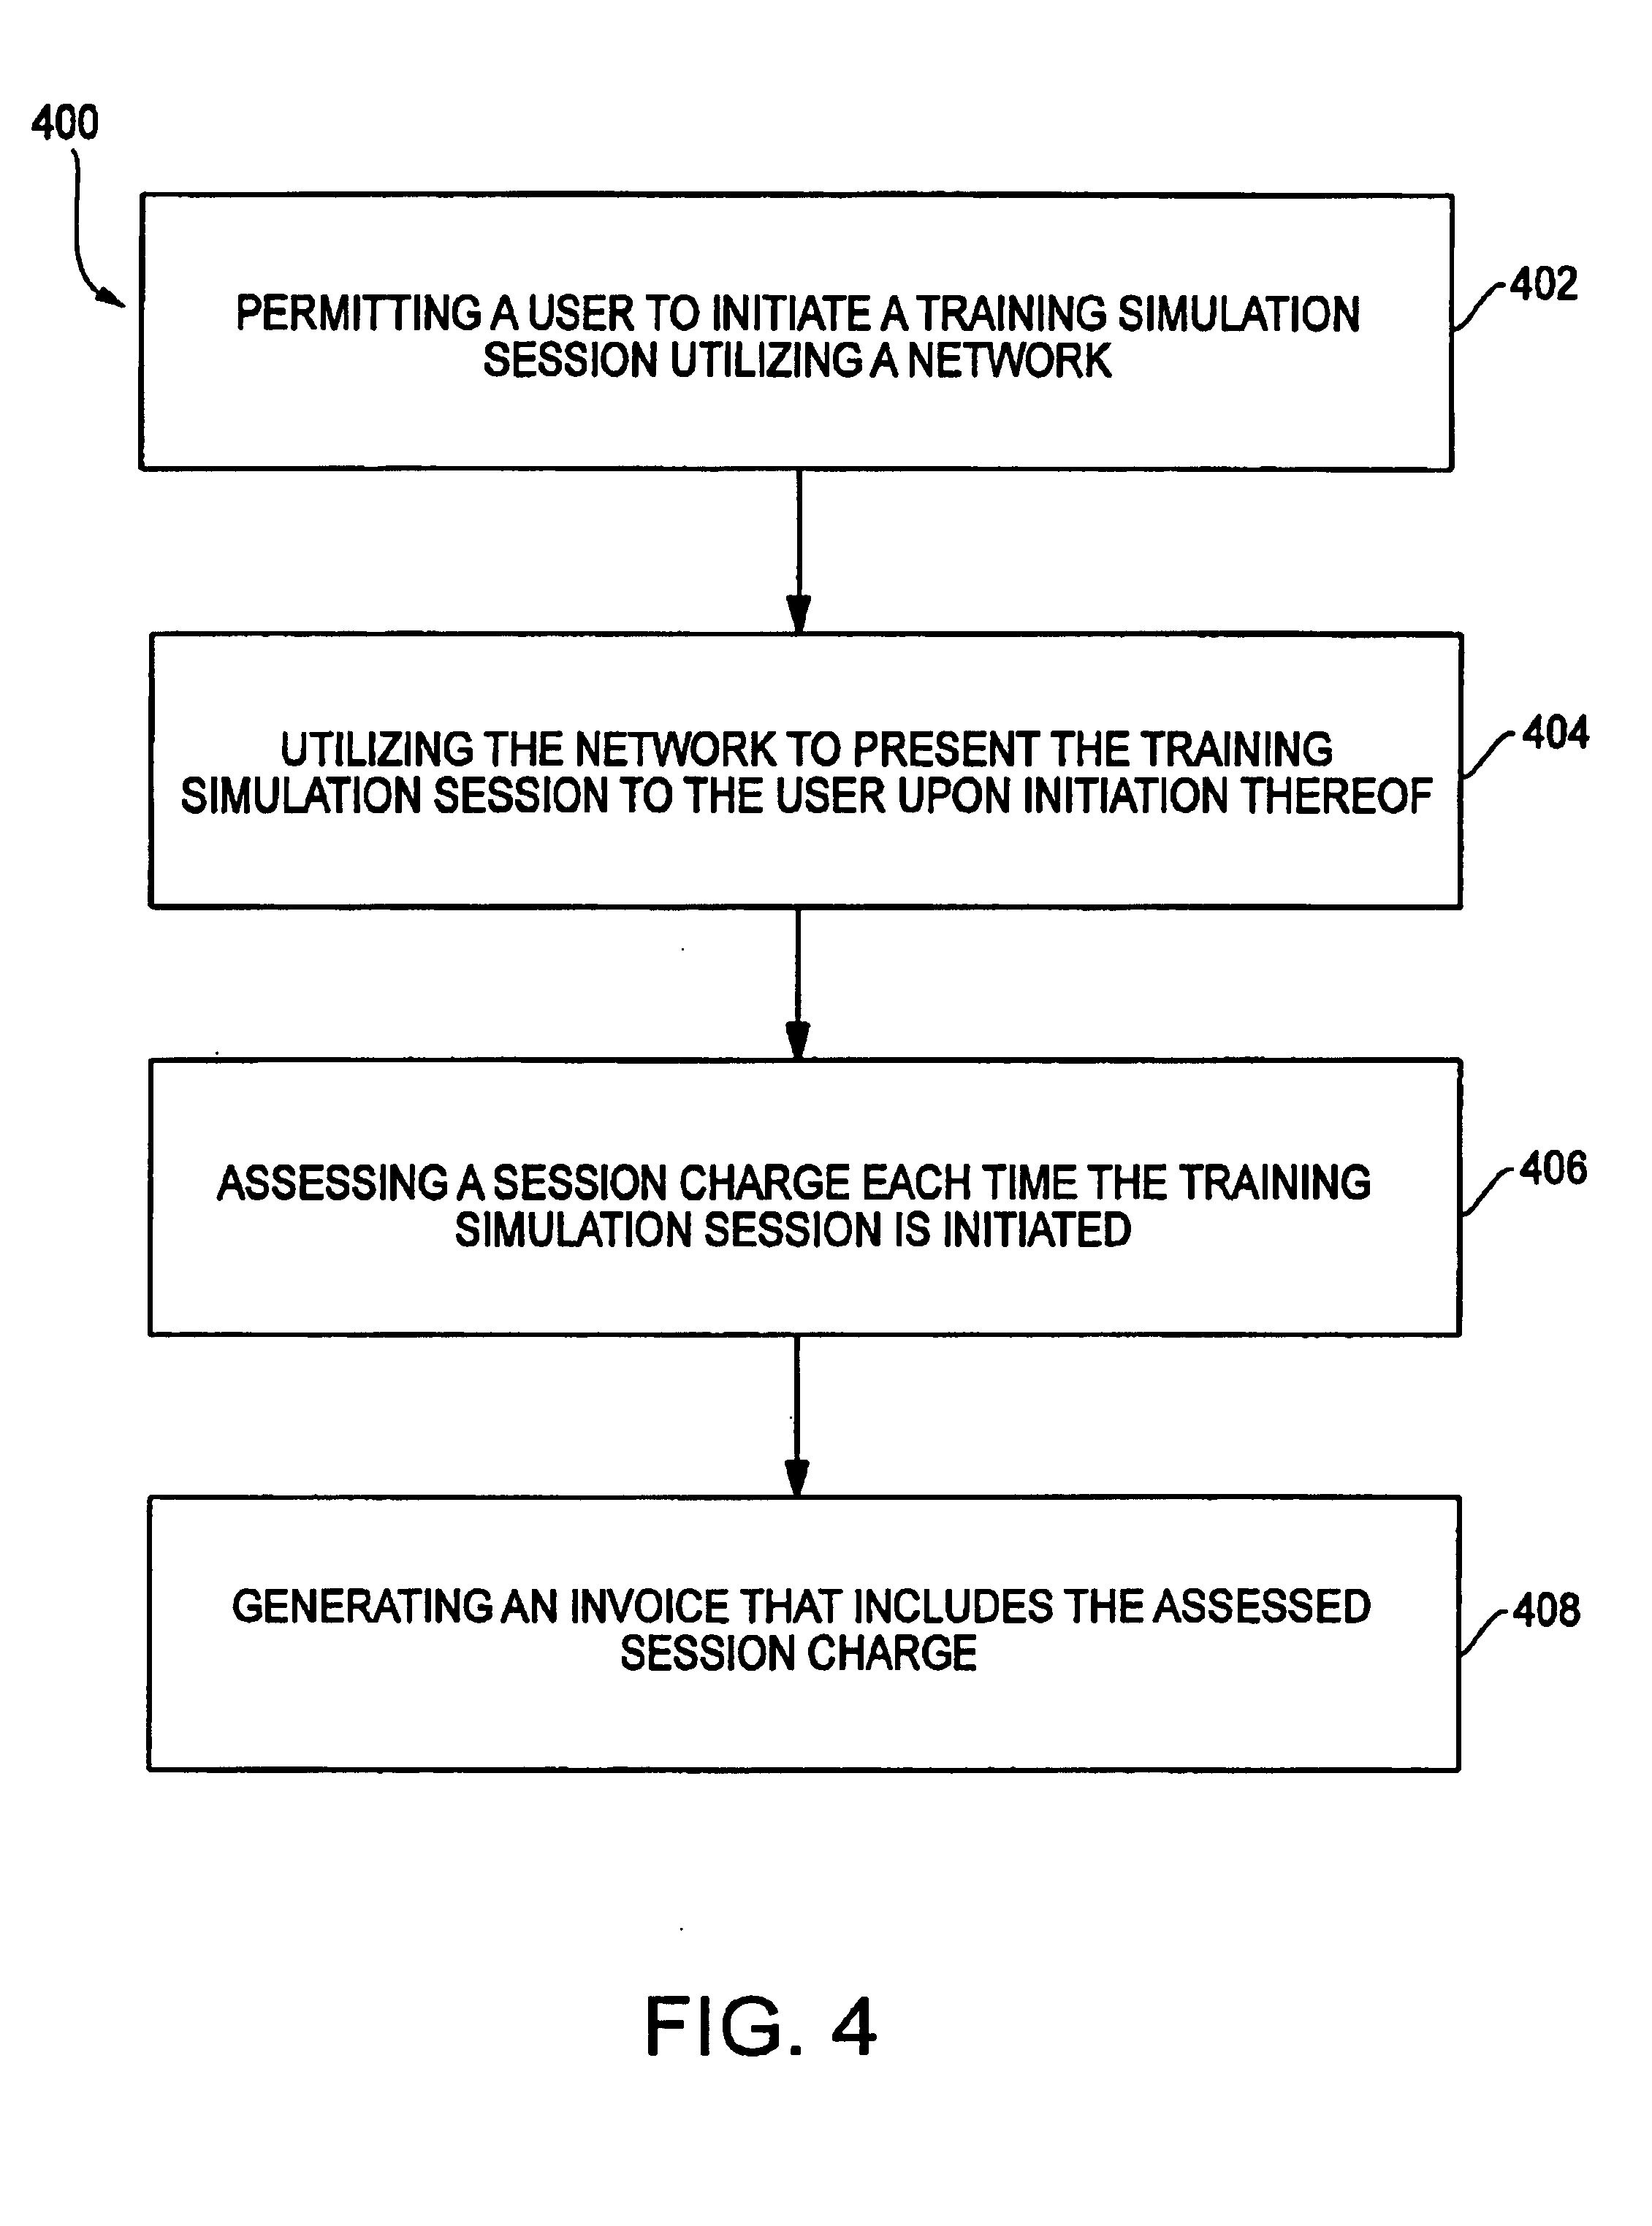 400
PERMITTING A USER TO INITIATE A TRAINING SIMULATION
SESSION UTILIZING A NETWORK
402
UTILIZING THE NETWORK TO PRESENT THE TRAINING
SIMULATION SESSION TO THE USER UPON INITIATION THEREOF
404
ASSESSING A SESSION CHARGE EACH TIME THE TRAINING
SIMULATION SESSION IS INITIATED
406
GENERATING AN INVOICE THAT INCLUDES THE ASSESSED
SESSION CHARGE
408
FIG. 4